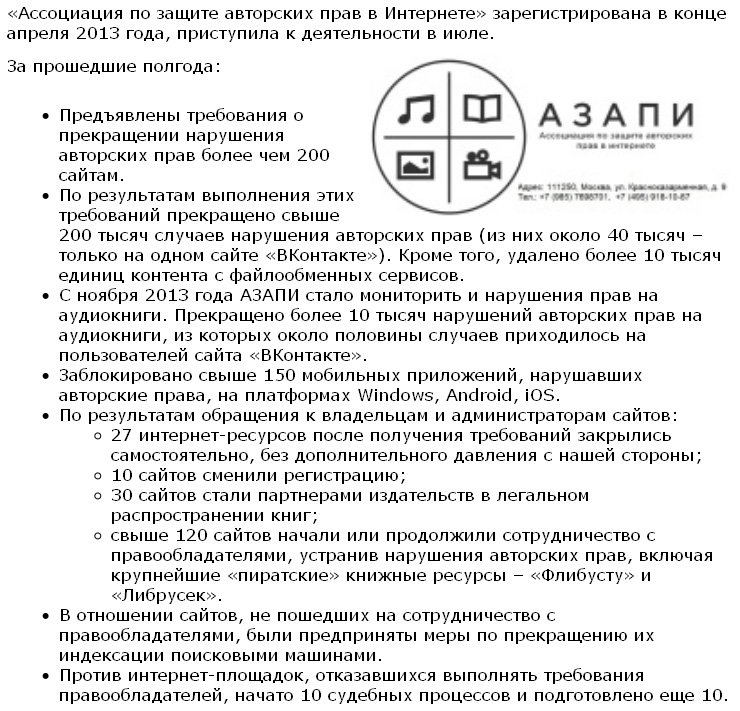 «Ассоциация по защите авторских прав в Интернете» зарегистрирована в конце
апреля 2013 года, приступила к деятельности в июле.
За прошедшие полгода:
АЗАПИ
Ассоциация по защите авторских
прав в интернете
Адрес: 111250, Москва, ул. Красноказарменная, д. 9
Тел.: +7 (985) 7698701, +7 (495) 918-10-87
• Предъявлены требования о
прекращении нарушения
авторских прав более чем 200
сайтам.
• По результатам выполнения этих
требований прекращено свыше
200 тысяч случаев нарушения авторских прав (из них около 40 тысяч –
только на одном сайте «ВКонтакте»). Кроме того, удалено более 10 тысяч
единиц контента с файлообменных сервисов.
• С ноября 2013 года АЗАПИ стало мониторить и нарушения прав на
аудиокниги. Прекращено более 10 тысяч нарушений авторских прав на
аудиокниги, из которых около половины случаев приходилось на
пользователей сайта «ВКонтакте».
• Заблокировано свыше 150 мобильных приложений, нарушавших
авторские права, на платформах Windows, Android, iOS.
• По результатам обращения к владельцам и администраторам сайтов:
◦ 27 интернет-ресурсов после получения требований закрылись
самостоятельно, без дополнительного давления с нашей стороны;
◦ 10 сайтов сменили регистрацию;
◦ 30 сайтов стали партнерами издательств в легальном
распространении книг;
◦ свыше 120 сайтов начали или продолжили сотрудничество с
правообладателями, устранив нарушения авторских прав, включая
крупнейшие «пиратские» книжные ресурсы – «Флибусту» и
«Либрусек».
• В отношении сайтов, не пошедших на сотрудничество с
правообладателями, были предприняты меры по прекращению их
индексации поисковыми машинами.
• Против интернет-площадок, отказавшихся выполнять требования
правообладателей, начато 10 судебных процессов и подготовлено еще 10.